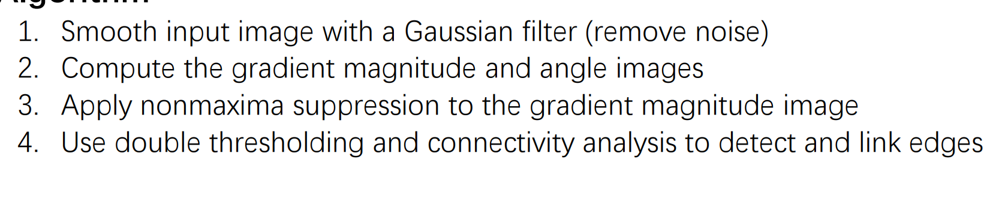 Algorithm
1. Smooth input image with a Gaussian filter (remove noise)
2. Compute the gradient magnitude and angle images
3. Apply nonmaxima suppression to the gradient magnitude image
4. Use double thresholding and connectivity analysis to detect and link edges